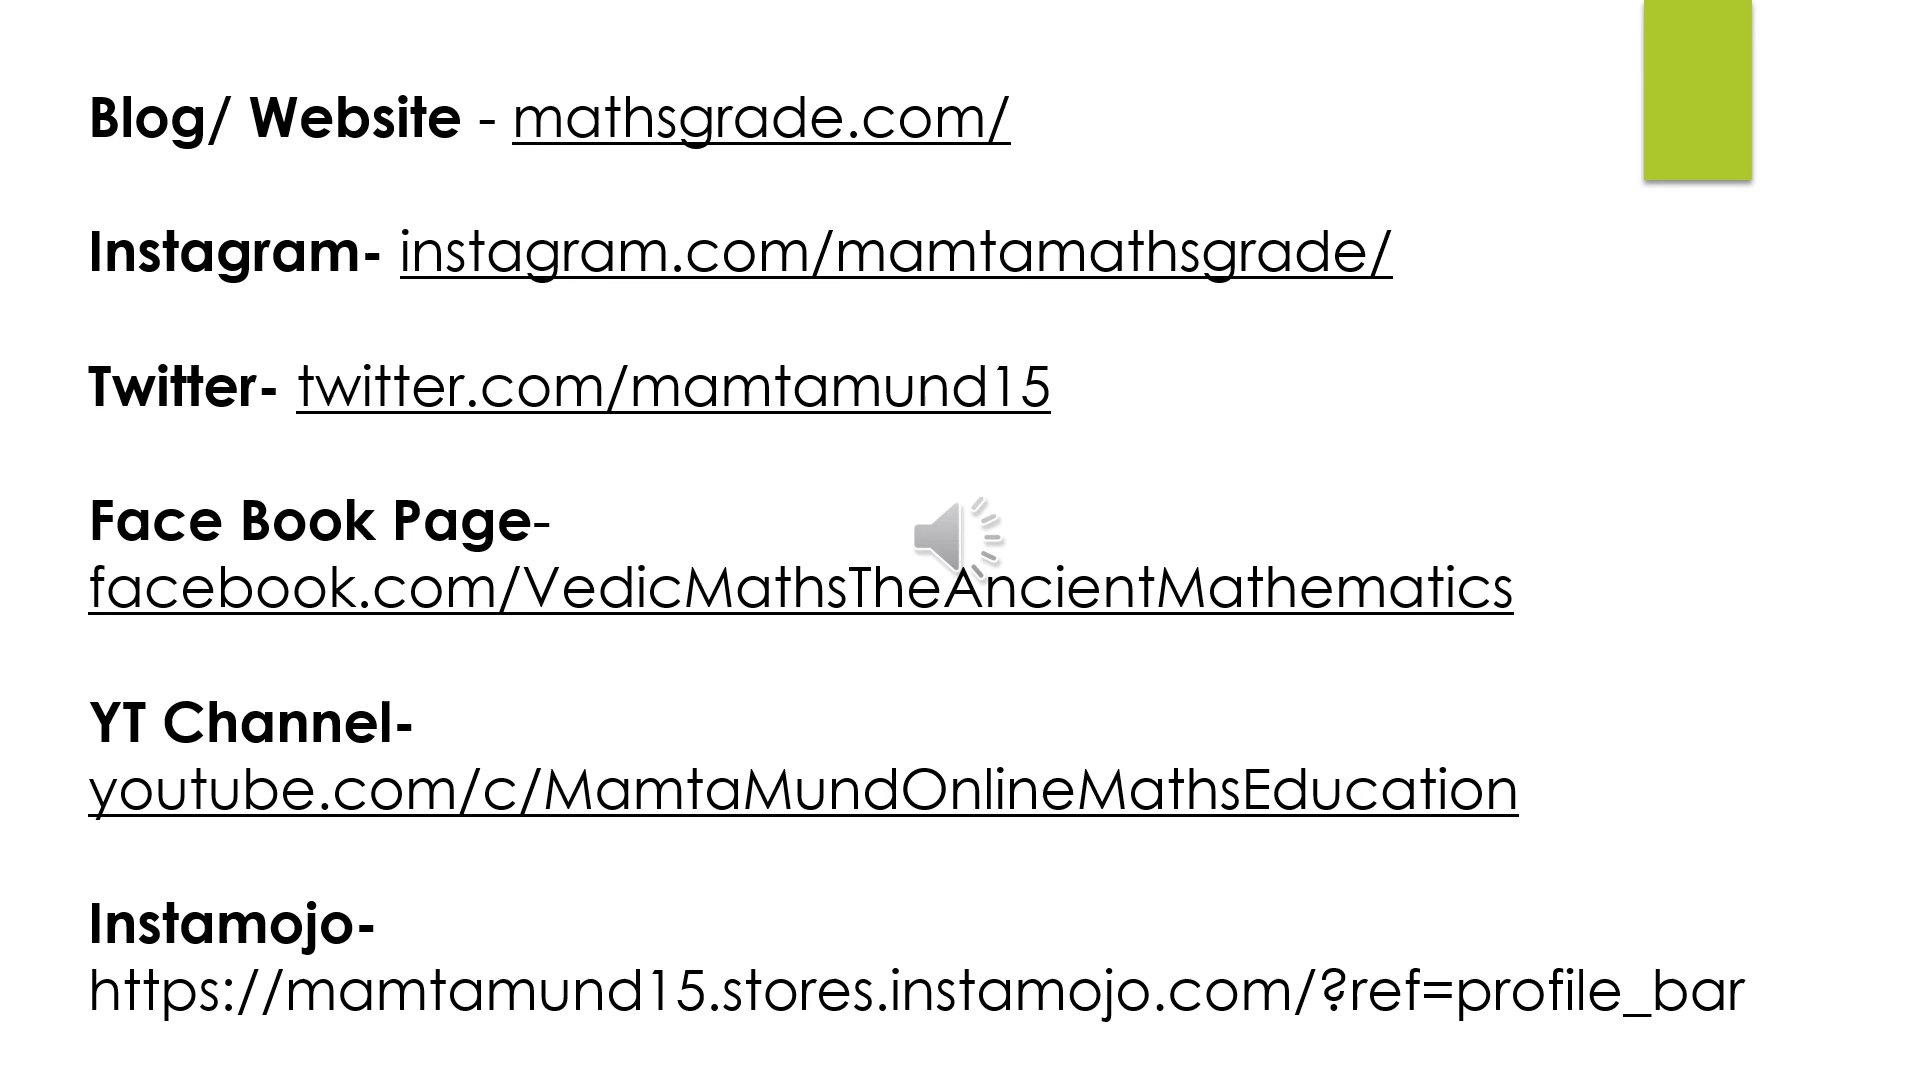 Blog/ Website - mathsgrade.com/
Instagram- instagram.com/mamtamathsgrade/
Twitter- twitter.com/mamtamund15
Face Book Page-
facebook.com/VedicMathsTheAncientMathematics
YT Channel-
youtube.com/c/MamtaMundOnlineMathsEducation
Instamojo-
https://mamtamund15.stores.instamojo.com/?ref=profile_bar